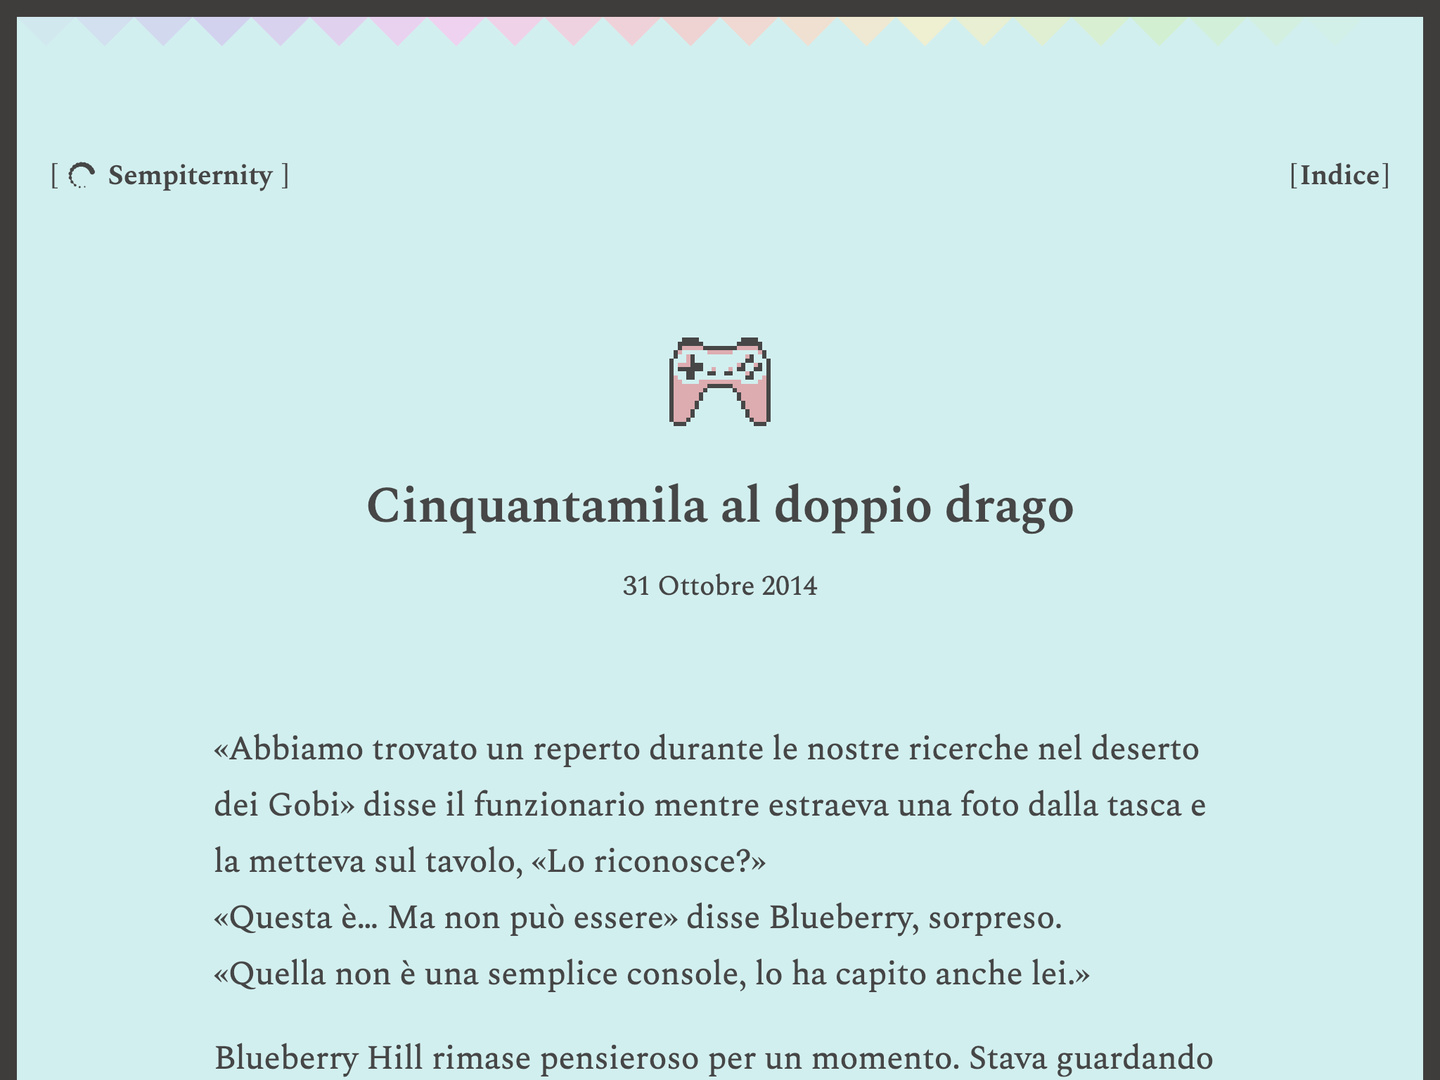 [ Sempiternity ]
[Indice]
Cinquantamila al doppio drago
31 Ottobre 2014
«Abbiamo trovato un reperto durante le nostre ricerche nel deserto
dei Gobi» disse il funzionario mentre estraeva una foto dalla tasca e
la metteva sul tavolo, «Lo riconosce?»
«Questa è… Ma non può essere» disse Blueberry, sorpreso.
«Quella non è una semplice console, lo ha capito anche lei.»
Blueberry Hill rimase pensieroso per un momento. Stava guardando